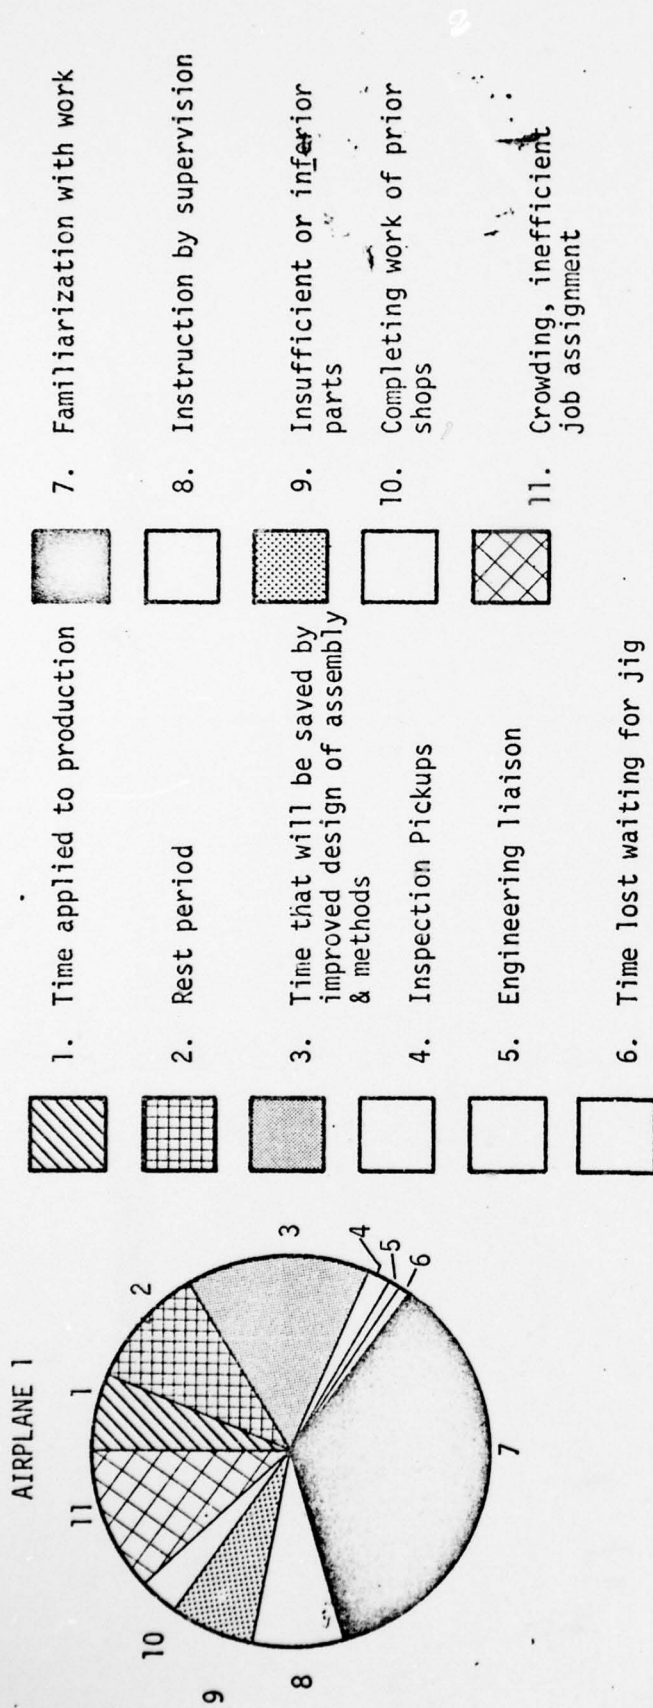 AIRPLANE 1
1
2
3
4
5
6
7
8
9
10
11
1. Time applied to production
2. Rest period
3. Time that will be saved by
improved design of assembly
& methods
4. Inspection Pickups
5. Engineering liaison
6. Time lost waiting for jig
7. Familiarization with work
8. Instruction by supervision
9. Insufficient or inferior
parts
10. Completing work of prior
shops
11. Crowding, inefficient
job assignment